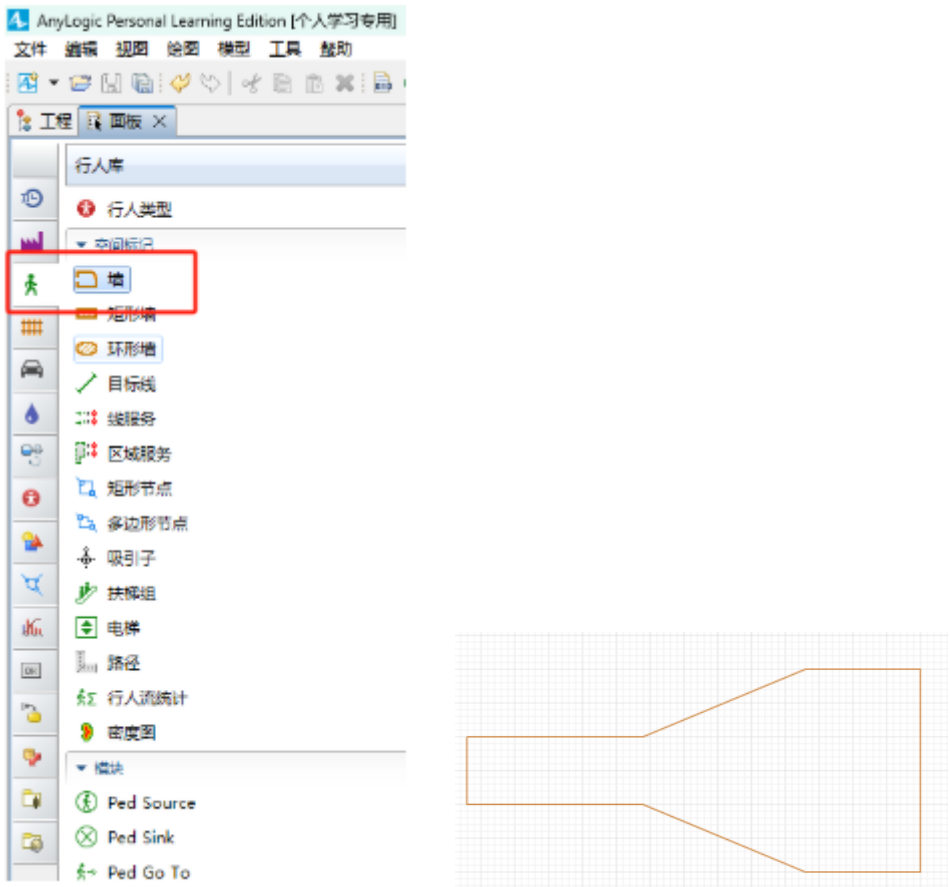 AnyLogic Personal Learning Edition [个人学习专用]
文件 编辑 视图 绘图 模型 工具 帮助
工程 面板
行人库
行人类型
空间标记
墙
矩形墙
环形墙
目标线
线服务
区域服务
矩形节点
多边形节点
吸引子
扶梯组
电梯
路径
行人流统计
密度图
模块
Ped Source
Ped Sink
Ped Go To